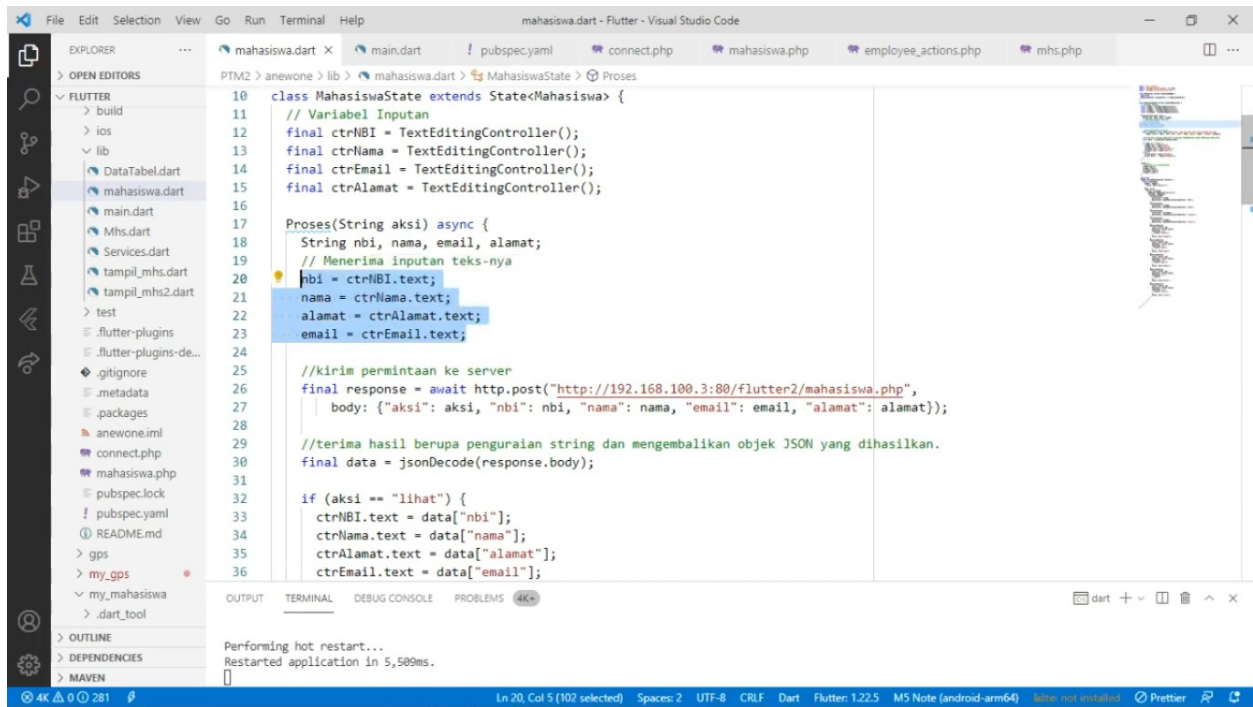 File Edit Selection View Go Run Terminal Help mahasiswa.dart - Flutter - Visual Studio Code
EXPLORER
mahasiswa.dart main.dart ! pubspec.yaml connect.php mahasiswa.php employee_actions.php mhs.php
OPEN EDITORS
PTM2 > anewone > lib > mahasiswa.dart > MahasiswaState > Proses
FLUTTER
build
ios
lib
DataTabel.dart
mahasiswa.dart
main.dart
Mhs.dart
Services.dart
tampil_mhs.dart
tampil_mhs2.dart
test
.flutter-plugins
.flutter-plugins-de...
.gitignore
.metadata
.packages
anewone.iml
connect.php
mahasiswa.php
pubspec.lock
! pubspec.yaml
README.md
gps
my_gps
my_mahasiswa
.dart_tool
OUTLINE
DEPENDENCIES
MAVEN
10 class MahasiswaState extends State<Mahasiswa> {
11 // Variabel Inputan
12 final ctrNBI = TextEditingController();
13 final ctrNama = TextEditingController();
14 final ctrEmail = TextEditingController();
15 final ctrAlamat = TextEditingController();
16
17 Proses(String aksi) async {
18 String nbi, nama, email, alamat;
19 // Menerima inputan teks-nya
20 nbi = ctrNBI.text;
21 nama = ctrNama.text;
22 alamat = ctrAlamat.text;
23 email = ctrEmail.text;
24
25 //kirim permintaan ke server
26 final response = await http.post("http://192.168.100.3:80/flutter2/mahasiswa.php",
27 body: {"aksi": aksi, "nbi": nbi, "nama": nama, "email": email, "alamat": alamat});
28
29 //terima hasil berupa penguraian string dan mengembalikan objek JSON yang dihasilkan.
30 final data = jsonDecode(response.body);
31
32 if (aksi == "lihat") {
33 ctrNBI.text = data["nbi"];
34 ctrNama.text = data["nama"];
35 ctrAlamat.text = data["alamat"];
36 ctrEmail.text = data["email"];
OUTPUT TERMINAL DEBUG CONSOLE PROBLEMS 4K+ dart
Performing hot restart...
Restarted application in 5,509ms.
4K 0 281 Ln 20, Col 5 (102 selected) Spaces: 2 UTF-8 CRLF Dart Flutter: 1.22.5 M5 Note (android-arm64) not installed Prettier